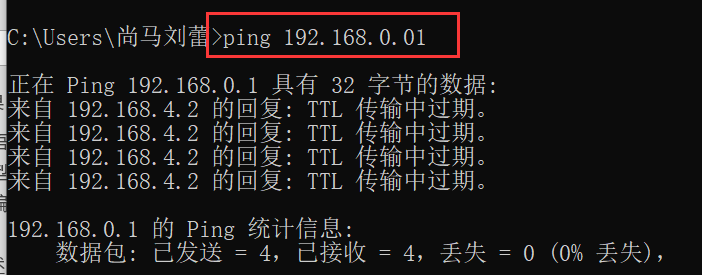 C:\Users\尚马刘蕾>ping 192.168.0.01
正在 Ping 192.168.0.1 具有 32 字节的数据:
来自 192.168.4.2 的回复: TTL 传输中过期。
来自 192.168.4.2 的回复: TTL 传输中过期。
来自 192.168.4.2 的回复: TTL 传输中过期。
来自 192.168.4.2 的回复: TTL 传输中过期。
192.168.0.1 的 Ping 统计信息:
数据包: 已发送 = 4，已接收 = 4，丢失 = 0 (0% 丢失)，